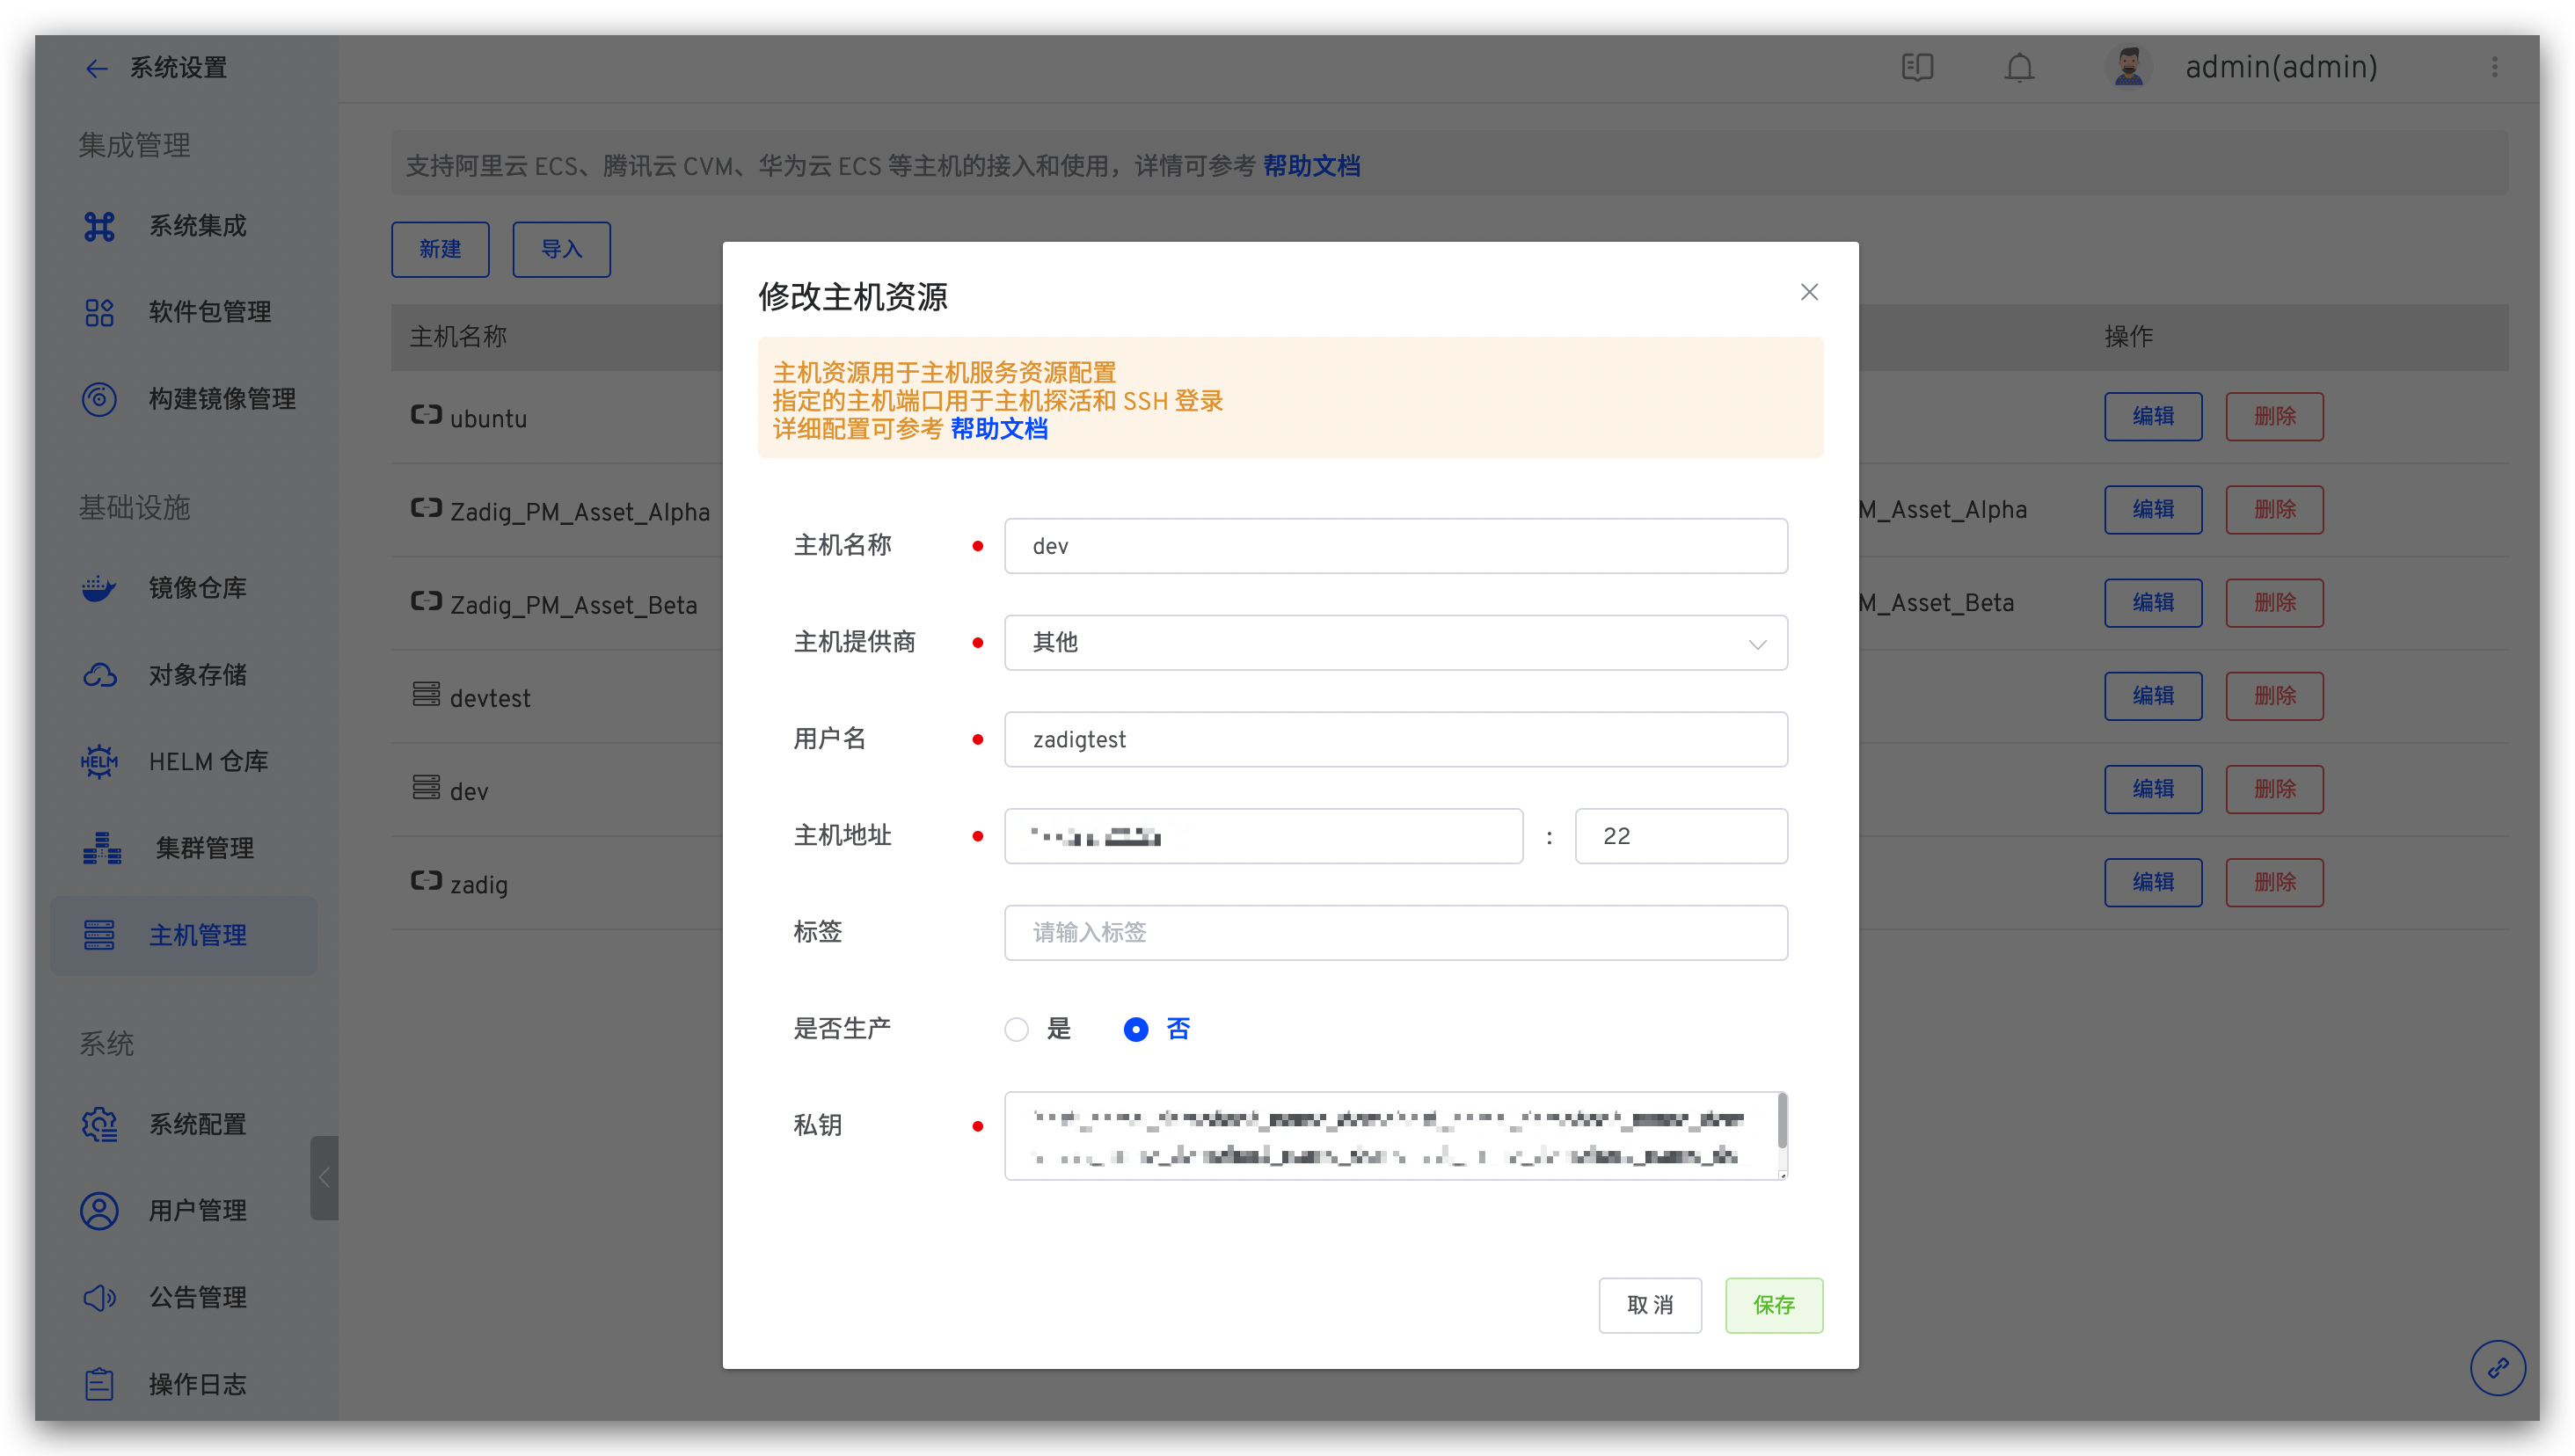 系统设置
admin(admin)
集成管理
系统集成
软件包管理
构建镜像管理
基础设施
镜像仓库
对象存储
HELM
HELM 仓库
集群管理
主机管理
系统
系统配置
用户管理
公告管理
操作日志
支持阿里云 ECS、腾讯云 CVM、华为云 ECS 等主机的接入和使用，详情可参考 帮助文档
新建 导入
主机名称 操作
ubuntu 编辑 删除
Zadig_PM_Asset_Alpha M_Asset_Alpha 编辑 删除
Zadig_PM_Asset_Beta M_Asset_Beta 编辑 删除
devtest 编辑 删除
dev 编辑 删除
zadig 编辑 删除
修改主机资源
主机资源用于主机服务资源配置
指定的主机端口用于主机探活和 SSH 登录
详细配置可参考 帮助文档
主机名称 dev
主机提供商 其他
用户名 zadigtest
主机地址 : 22
标签 请输入标签
是否生产 是 否
私钥
取消 保存